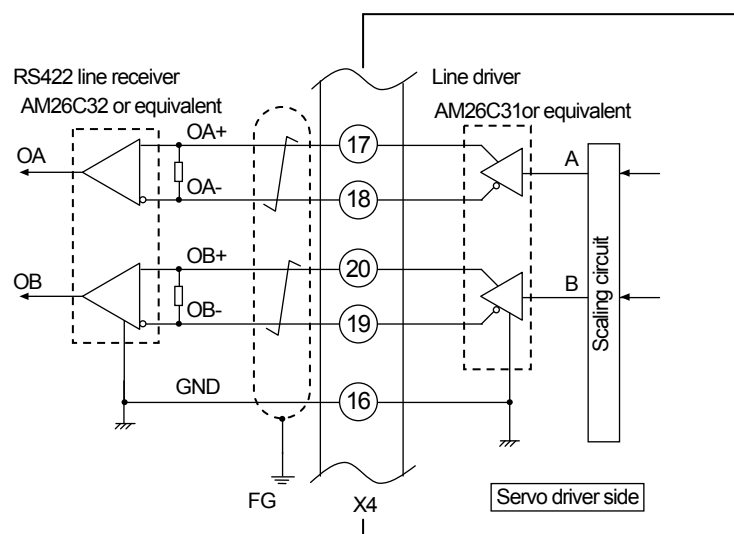 RS422 line receiver
AM26C32 or equivalent
Line driver
AM26C31or equivalent
OA+
17
OA
A
OA-
18
OB+
20
OB
B
OB-
19
Scaling circuit
GND
16
FG
X4
Servo driver side